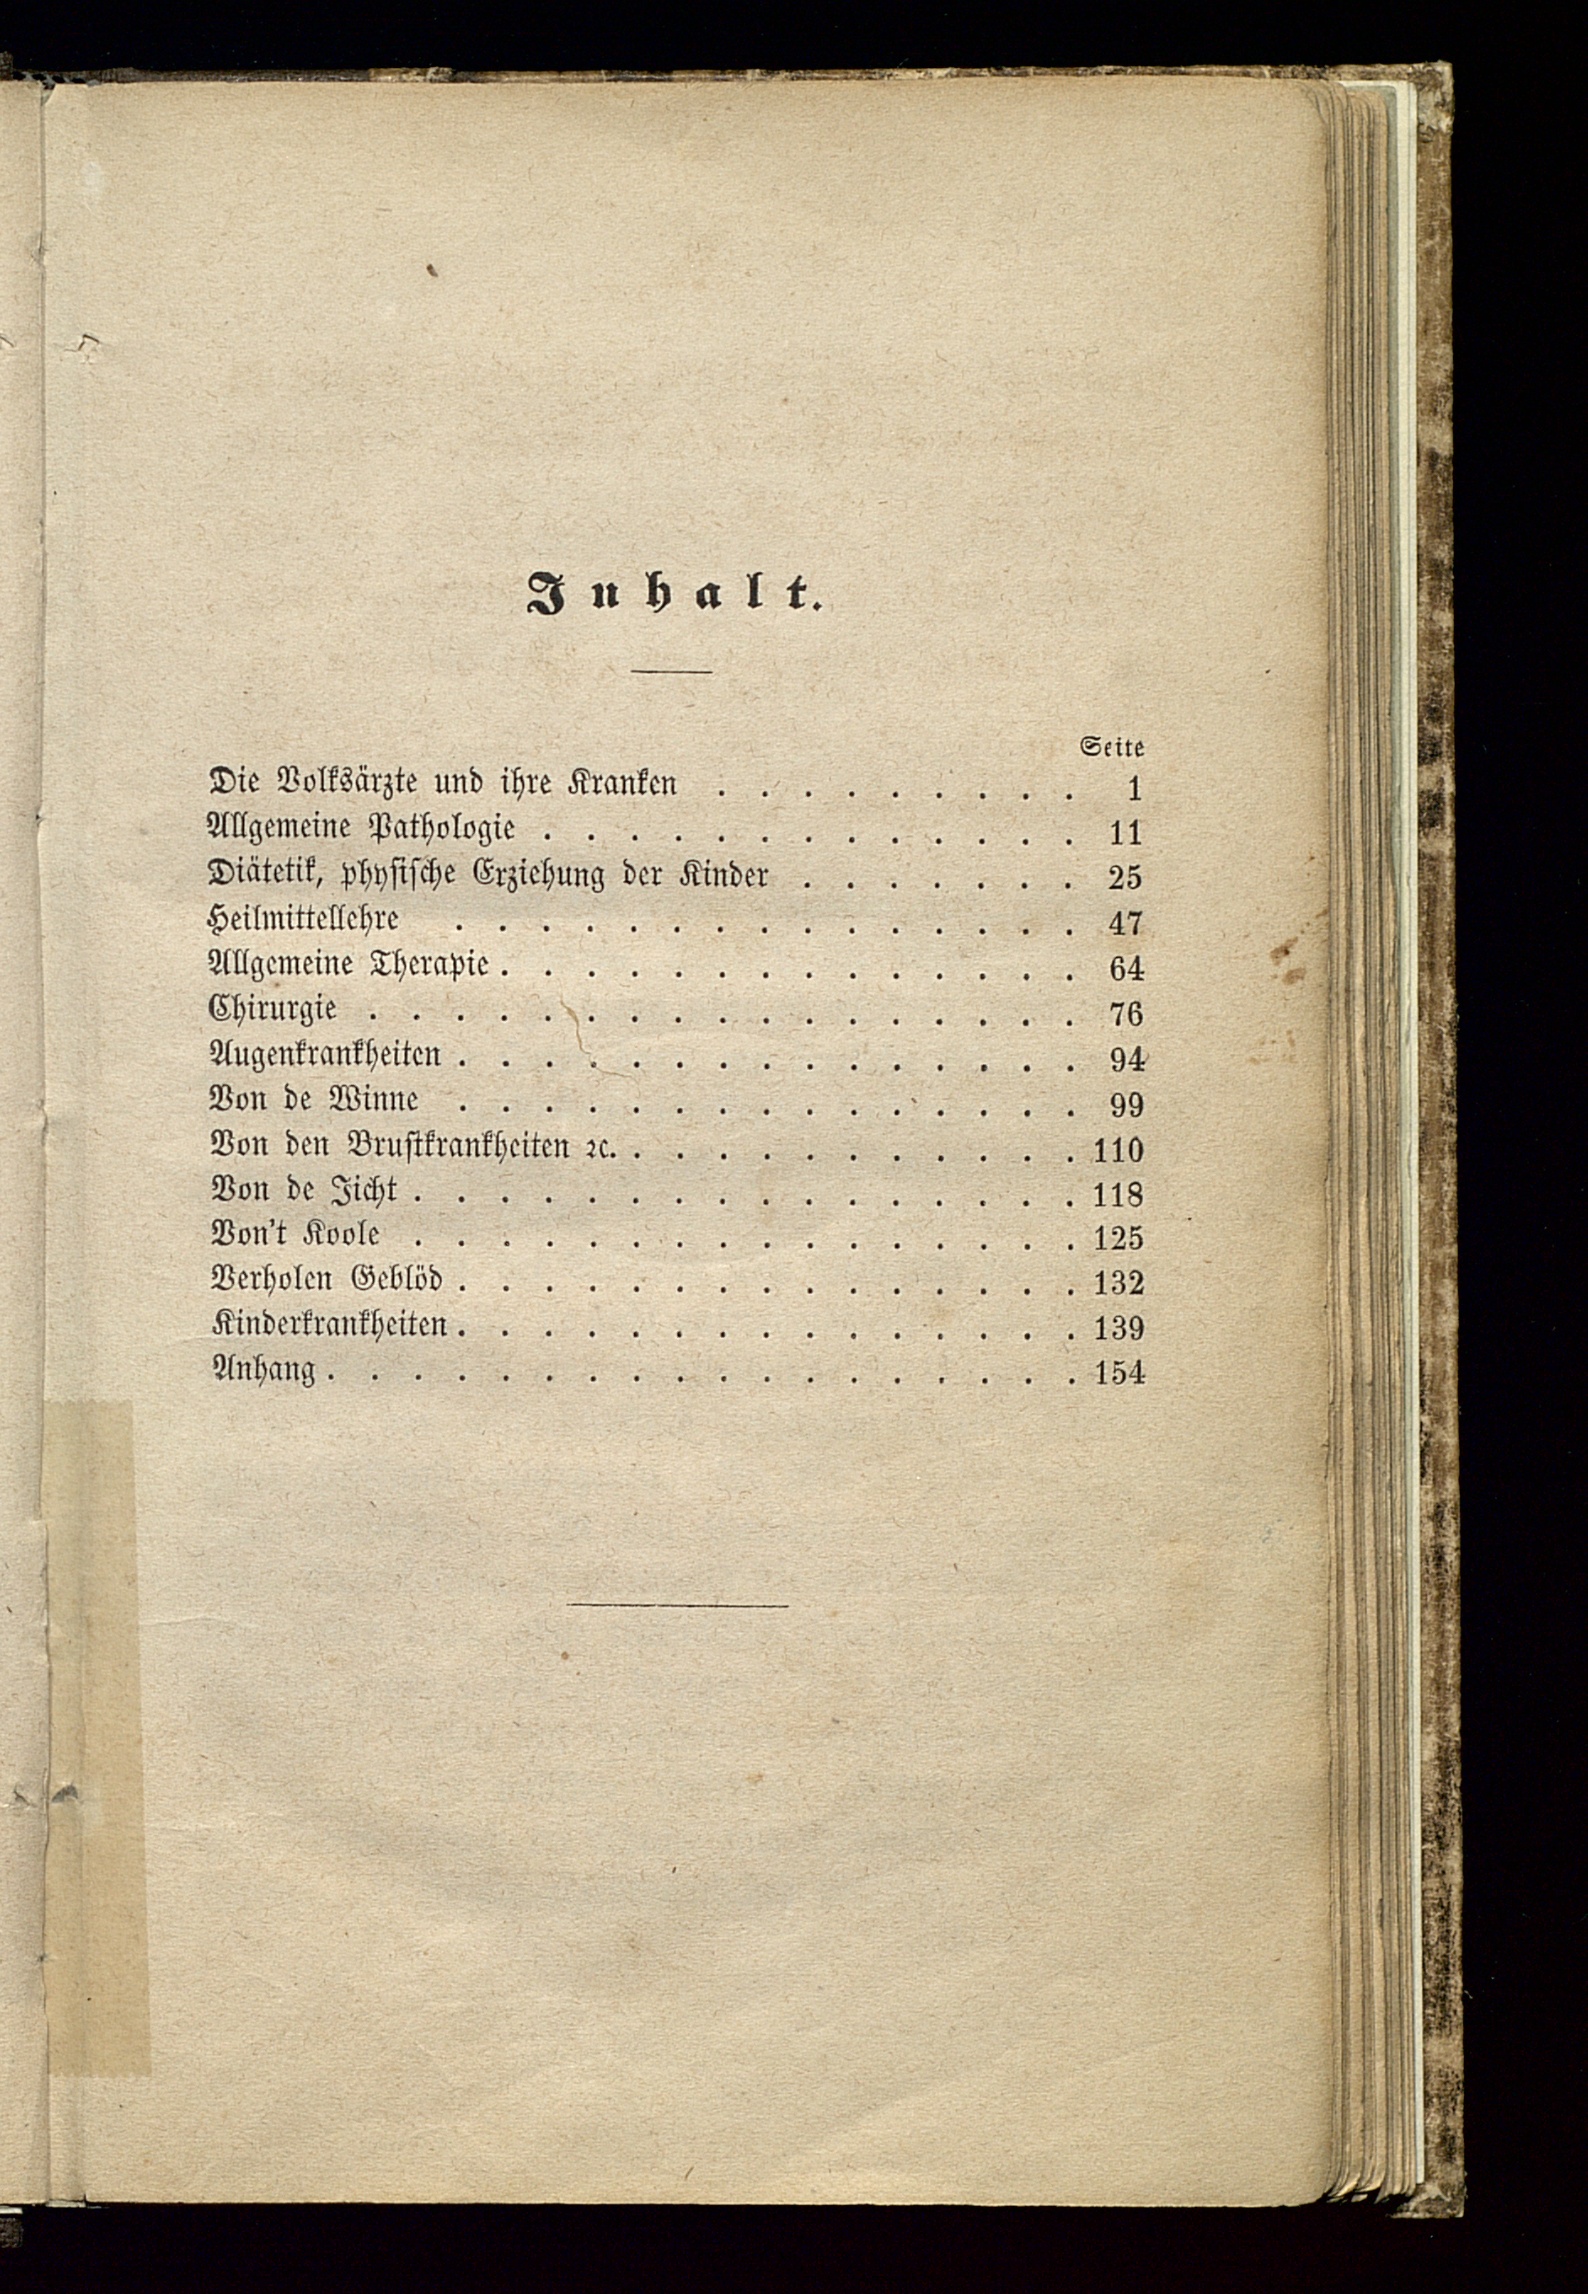 Inhalt.
Seite
Die Volksärzte und ihre Kranken . . . . . . . . . 1
Allgemeine Pathologie . . . . . . . . . . . . . 11
Diätetik, physische Erziehung der Kinder . . . . . . . 25
Heilmittellehre . . . . . . . . . . . . . . . 47
Allgemeine Therapie . . . . . . . . . . . . . . 64
Chirurgie . . . . . . . . . . . . . . . . . 76
Augenkrankheiten . . . . . . . . . . . . . . . 94
Von de Winne . . . . . . . . . . . . . . . 99
Von den Brustkrankheiten ꝛc. . . . . . . . . . . . 110
Von de Jicht . . . . . . . . . . . . . . . . 118
Von't Koole . . . . . . . . . . . . . . . . 125
Verholen Geblöd . . . . . . . . . . . . . . . 132
Kinderkrankheiten . . . . . . . . . . . . . . . 139
Anhang . . . . . . . . . . . . . . . . . . 154